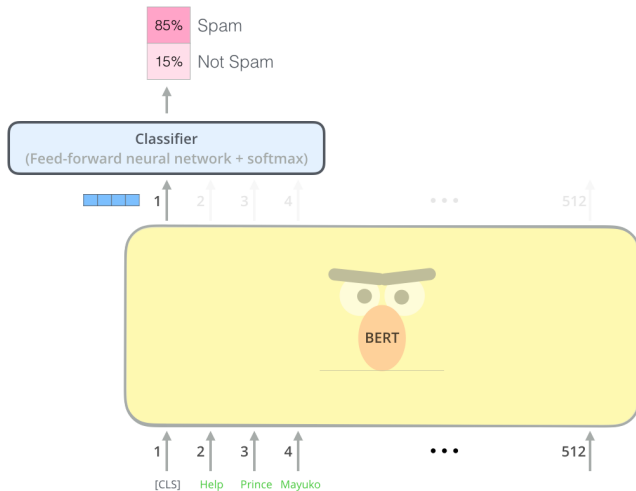 85% Spam
15% Not Spam
Classifier
(Feed-forward neural network + softmax)
1 2 3 4 ••• 512
BERT
1 2 3 4 ••• 512
[CLS] Help Prince Mayuko